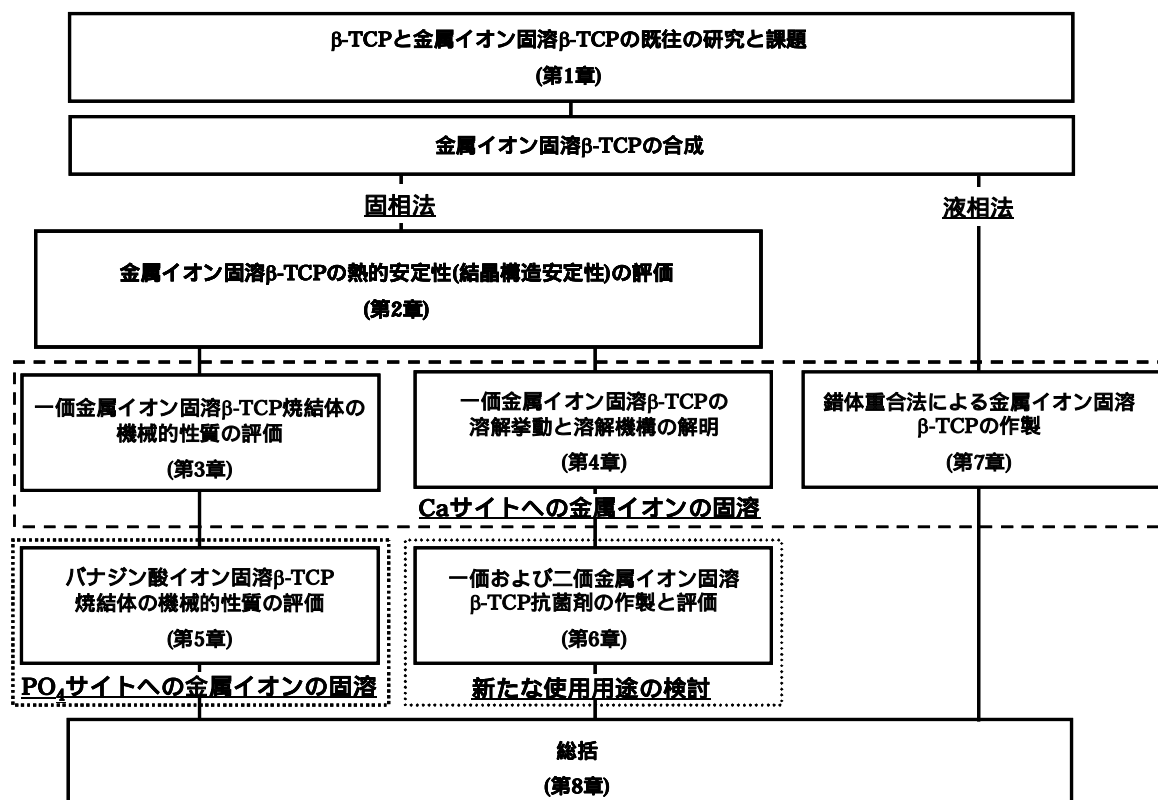 β-TCPと金属イオン固溶β-TCPの既往の研究と課題
(第1章)
金属イオン固溶β-TCPの合成
固相法
液相法
金属イオン固溶β-TCPの熱的安定性(結晶構造安定性)の評価
(第2章)
一価金属イオン固溶β-TCP焼結体の
機械的性質の評価
(第3章)
一価金属イオン固溶β-TCPの
溶解挙動と溶解機構の解明
(第4章)
錯体重合法による金属イオン固溶
β-TCPの作製
(第7章)
Caサイトへの金属イオンの固溶
バナジン酸イオン固溶β-TCP
焼結体の機械的性質の評価
(第5章)
一価および二価金属イオン固溶
β-TCP抗菌剤の作製と評価
(第6章)
PO₄サイトへの金属イオンの固溶
新たな使用用途の検討
総括
(第8章)